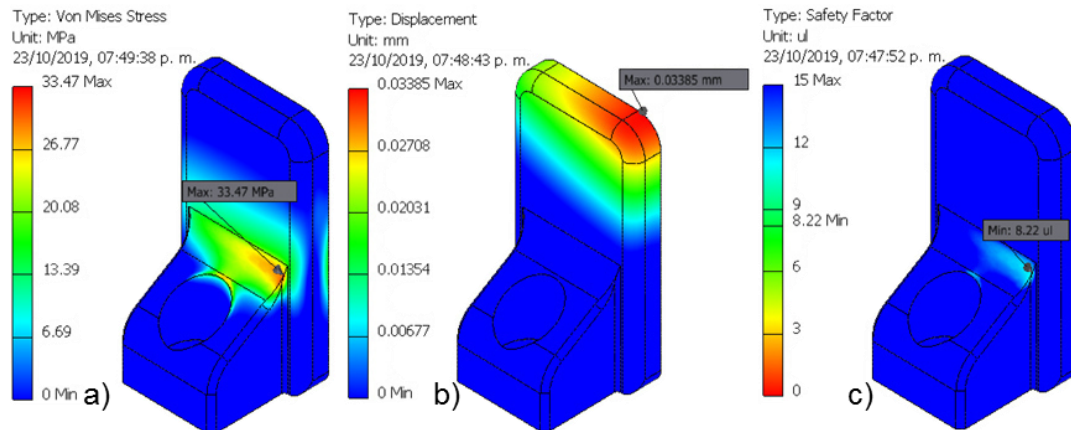 Type: Von Mises Stress
Unit: MPa
23/10/2019, 07:49:38 p. m.
33.47 Max
26.77
20.08
13.39
6.69
0 Min
Max: 33.47 MPa
a)
Type: Displacement
Unit: mm
23/10/2019, 07:48:43 p. m.
0.03385 Max
0.02708
0.02031
0.01354
0.00677
0 Min
Max: 0.03385 mm
b)
Type: Safety Factor
Unit: ul
23/10/2019, 07:47:52 p. m.
15 Max
12
9
8.22 Min
6
3
0
Min: 8.22 ul
c)